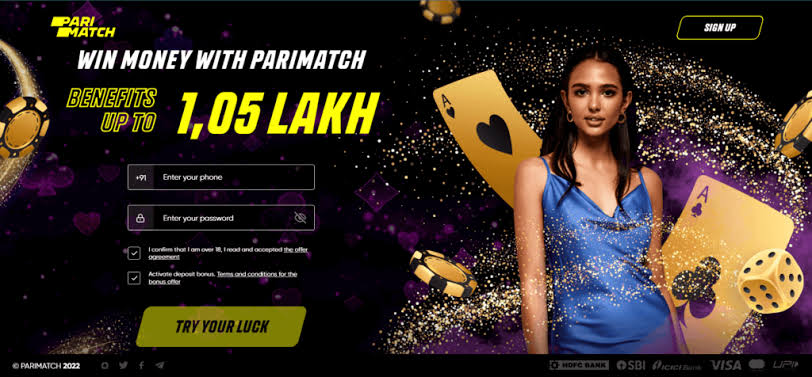 PARI
MATCH
SIGN UP
WIN MONEY WITH PARIMATCH
BENEFITS
UP TO
1,05 LAKH
+91 Enter your phone
Enter your password
I confirm that I am over 18, I read and accepted the offer
agreement
Activate deposit bonus. Terms and conditions for the
bonus offer
TRY YOUR LUCK
A
A
© PARIMATCH 2022
HDFC BANK SBI ICICI Bank VISA UPI